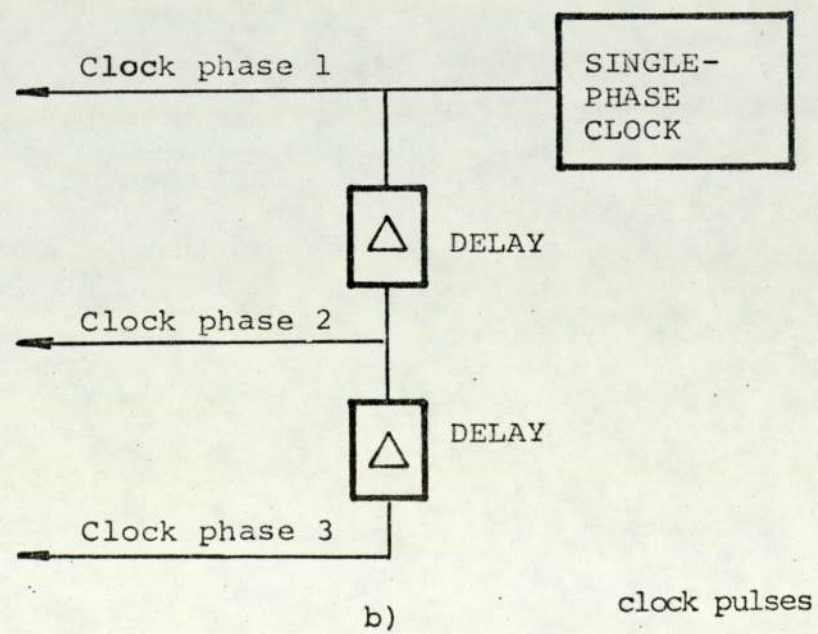 Clock phase 1
SINGLE-
PHASE
CLOCK
△
DELAY
Clock phase 2
△
DELAY
Clock phase 3
b)
clock pulses